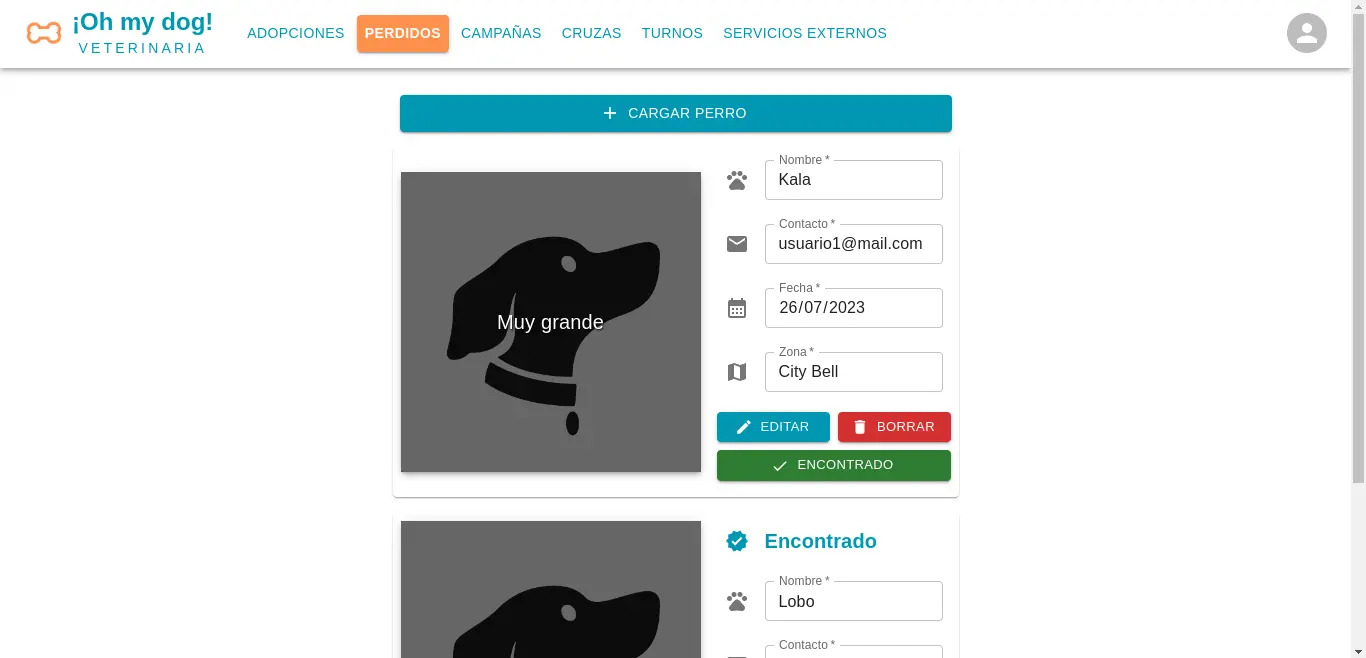 ¡Oh my dog!
VETERINARIA
ADOPCIONES
PERDIDOS
CAMPAÑAS
CRUZAS
TURNOS
SERVICIOS EXTERNOS
CARGAR PERRO
Muy grande
Nombre *
Kala
Contacto *
usuario1@mail.com
Fecha *
26/07/2023
Zona *
City Bell
EDITAR
BORRAR
ENCONTRADO
Encontrado
Nombre *
Lobo
Contacto *